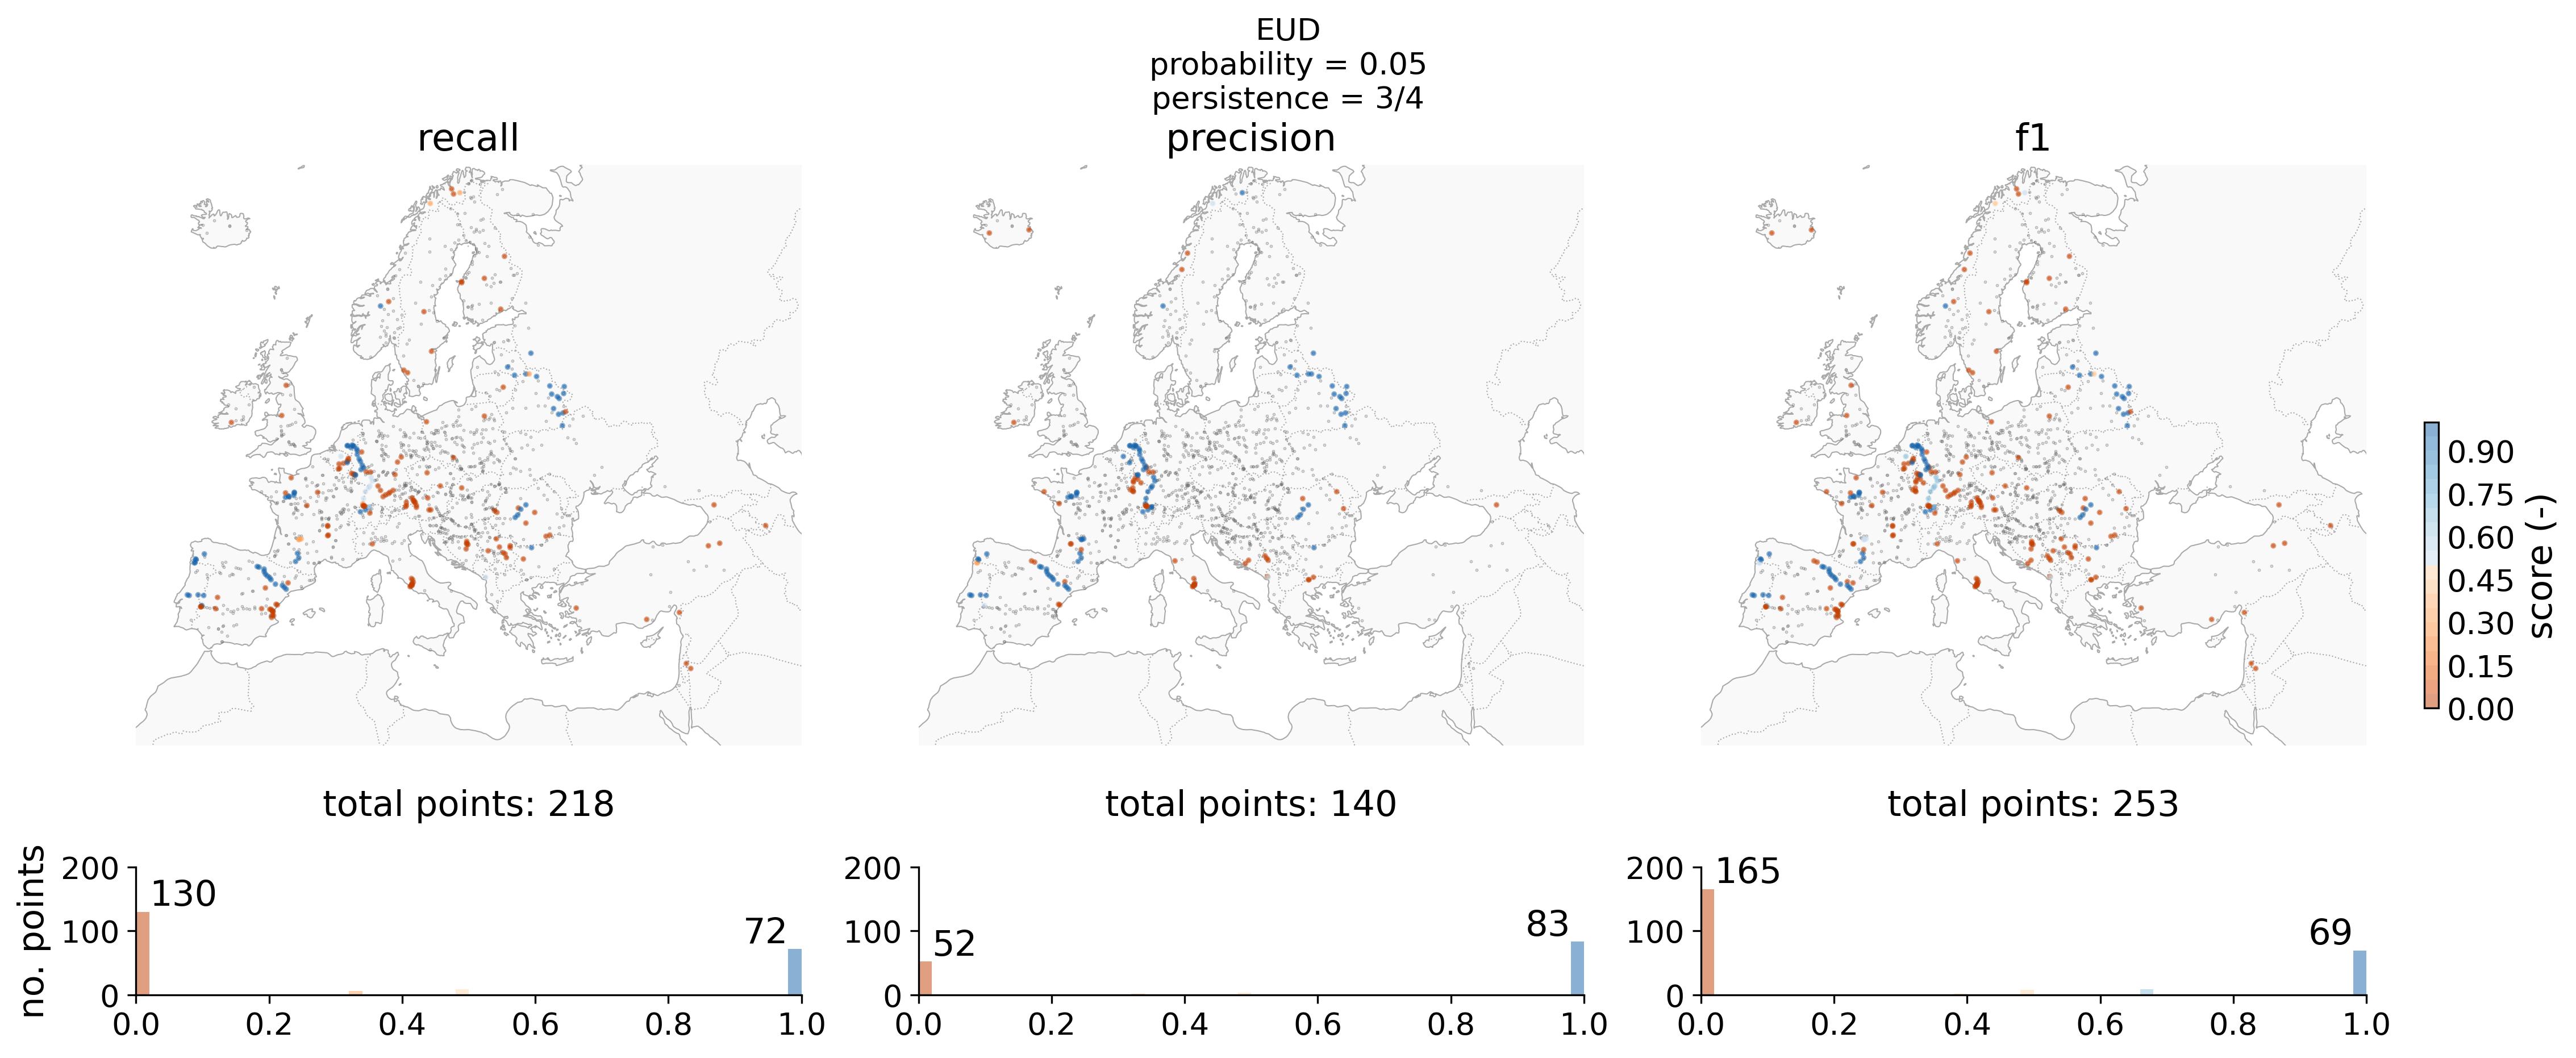 EUD
probability = 0.05
persistence = 3/4
recall
precision
f1
0.90
0.75
0.60
0.45
0.30
0.15
0.00
score (-)
total points: 218
total points: 140
total points: 253
no. points
200
100
0
130
72
0.0 0.2 0.4 0.6 0.8 1.0
200
100
0
52
83
0.0 0.2 0.4 0.6 0.8 1.0
200
100
0
165
69
0.0 0.2 0.4 0.6 0.8 1.0